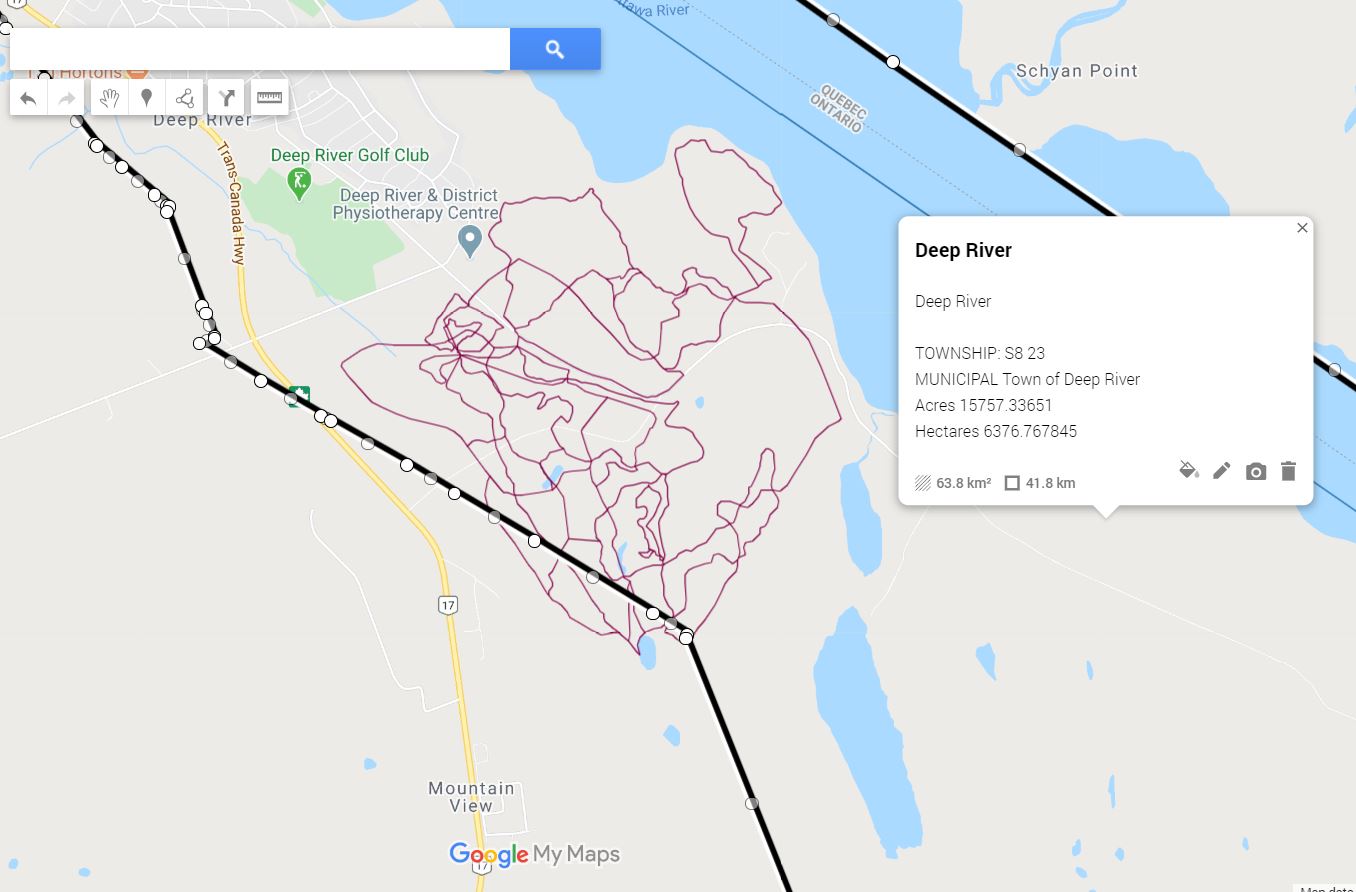 17
tawa River
Schyan Point
QUEBEC
ONTARIO
Hortons
Deep River
Trans-Canada Hwy
Deep River Golf Club
Deep River & District
Physiotherapy Centre
Deep River
Deep River
TOWNSHIP: S8 23
MUNICIPAL Town of Deep River
Acres 15757.33651
Hectares 6376.767845
63.8 km² 41.8 km
17
Mountain
View
Google My Maps
17
Map data